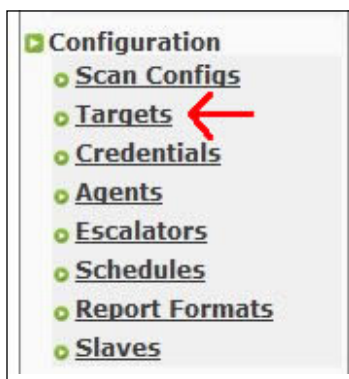 Configuration
Scan Configs
Targets
Credentials
Agents
Escalators
Schedules
Report Formats
Slaves